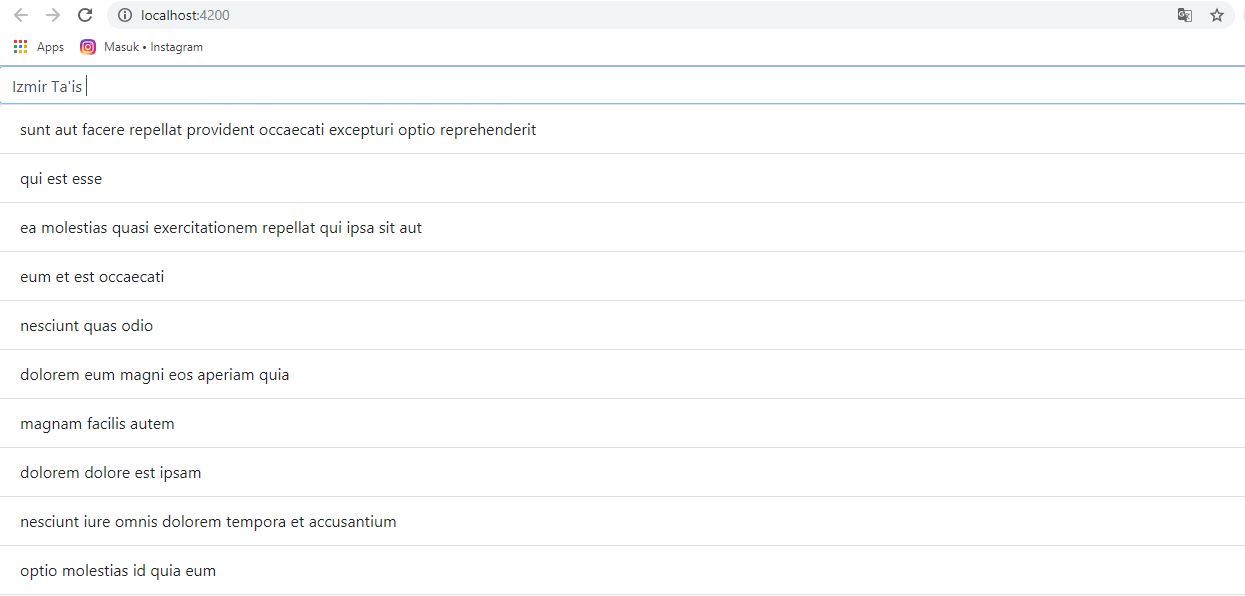 localhost:4200
Apps Masuk • Instagram
Izmir Ta'is
sunt aut facere repellat provident occaecati excepturi optio reprehenderit
qui est esse
ea molestias quasi exercitationem repellat qui ipsa sit aut
eum et est occaecati
nesciunt quas odio
dolorem eum magni eos aperiam quia
magnam facilis autem
dolorem dolore est ipsam
nesciunt iure omnis dolorem tempora et accusantium
optio molestias id quia eum